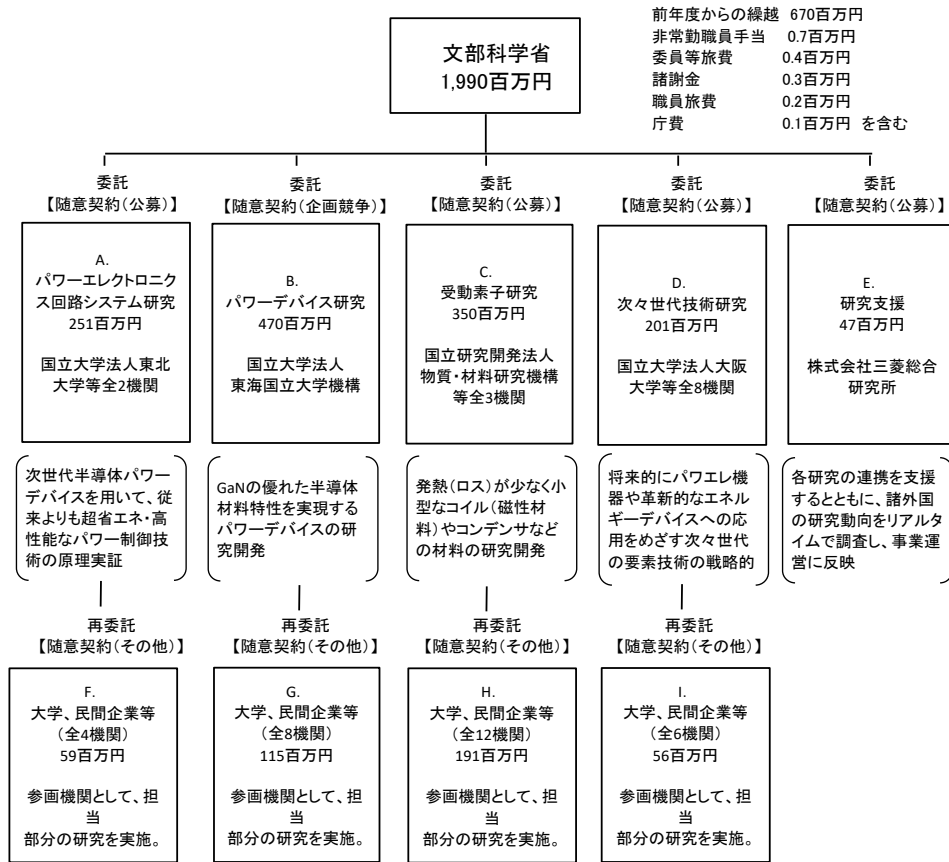 文部科学省
1,990百万円
前年度からの繰越 670百万円
非常勤職員手当 0.7百万円
委員等旅費 0.4百万円
諸謝金 0.3百万円
職員旅費 0.2百万円
庁費 0.1百万円 を含む
委託
【随意契約(公募)】
A.
パワーエレクトロニク
ス回路システム研究
251百万円
国立大学法人東北
大学等全2機関
次世代半導体パワー
デバイスを用いて、従
来よりも超省エネ・高
性能なパワー制御技
術の原理実証
再委託
【随意契約(その他)】
F.
大学、民間企業等
(全4機関)
59百万円
参画機関として、担
当
部分の研究を実施。
委託
【随意契約(企画競争)】
B.
パワーデバイス研究
470百万円
国立大学法人
東海国立大学機構
GaNの優れた半導体
材料特性を実現する
パワーデバイスの研
究開発
再委託
【随意契約(その他)】
G.
大学、民間企業等
(全8機関)
115百万円
参画機関として、担
当
部分の研究を実施。
委託
【随意契約(公募)】
C.
受動素子研究
350百万円
国立研究開発法人
物質・材料研究機構
等全3機関
発熱(ロス)が少なく小
型なコイル(磁性材
料)やコンデンサなど
の材料の研究開発
再委託
【随意契約(その他)】
H.
大学、民間企業等
(全12機関)
191百万円
参画機関として、担
当
部分の研究を実施。
委託
【随意契約(公募)】
D.
次々世代技術研究
201百万円
国立大学法人大阪
大学等全8機関
将来的にパワエレ機
器や革新的なエネル
ギーデバイスへの応
用をめざす次々世代
の要素技術の戦略的
再委託
【随意契約(その他)】
I.
大学、民間企業等
(全6機関)
56百万円
参画機関として、担
当
部分の研究を実施。
委託
【随意契約(公募)】
E.
研究支援
47百万円
株式会社三菱総合
研究所
各研究の連携を支援
するとともに、諸外国
の研究動向をリアルタ
イムで調査し、事業運
営に反映